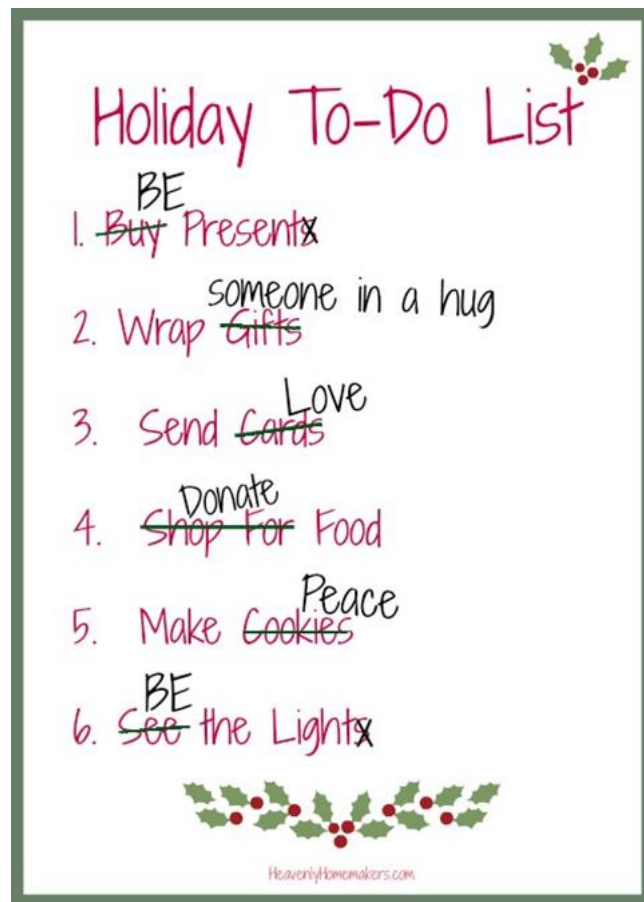 Holiday To-Do List
BE
1. Buy Presents
someone in a hug
2. Wrap Gifts
Love
3. Send Cards
Donate
4. Shop For Food
Peace
5. Make Cookies
BE
6. See the Lights
HeavenlyHomemakers.com